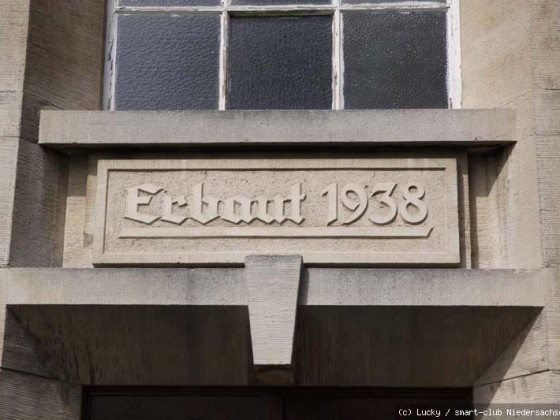 Erbaut 1938
(c) Lucky / smart-club Niedersachs